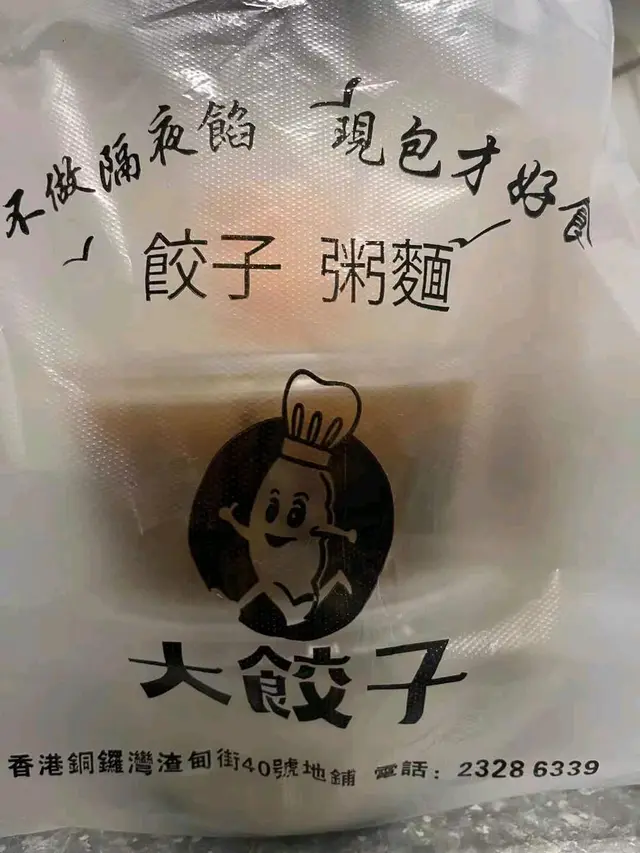 不做隔夜餡 現包才好食
餃子 粥麵
大餃子
香港銅鑼灣渣甸街40號地鋪 電話: 2328 6339